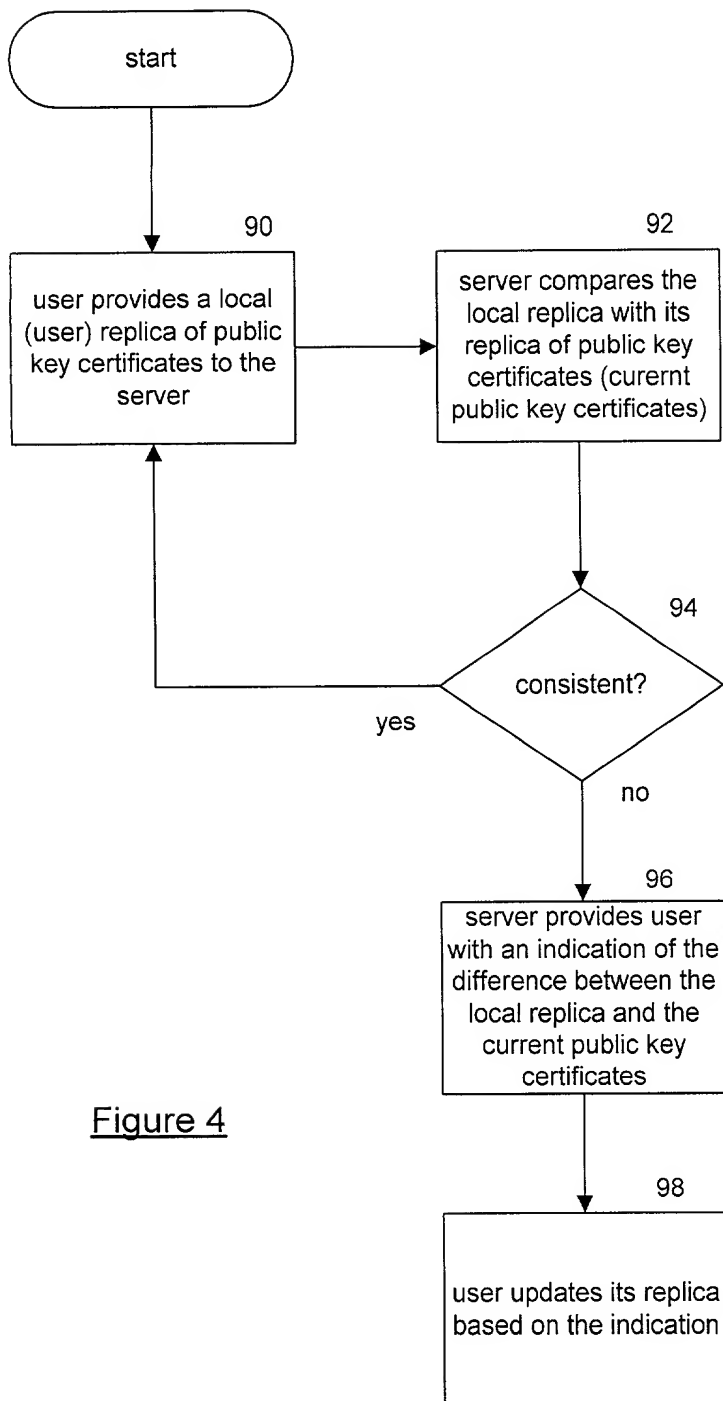 start
90
user provides a local
(user) replica of public
key certificates to the
server
92
server compares the
local replica with its
replica of public key
certificates (curernt
public key certificates)
94
consistent?
yes
no
96
server provides user
with an indication of the
difference between the
local replica and the
current public key
certificates
Figure 4
98
user updates its replica
based on the indication